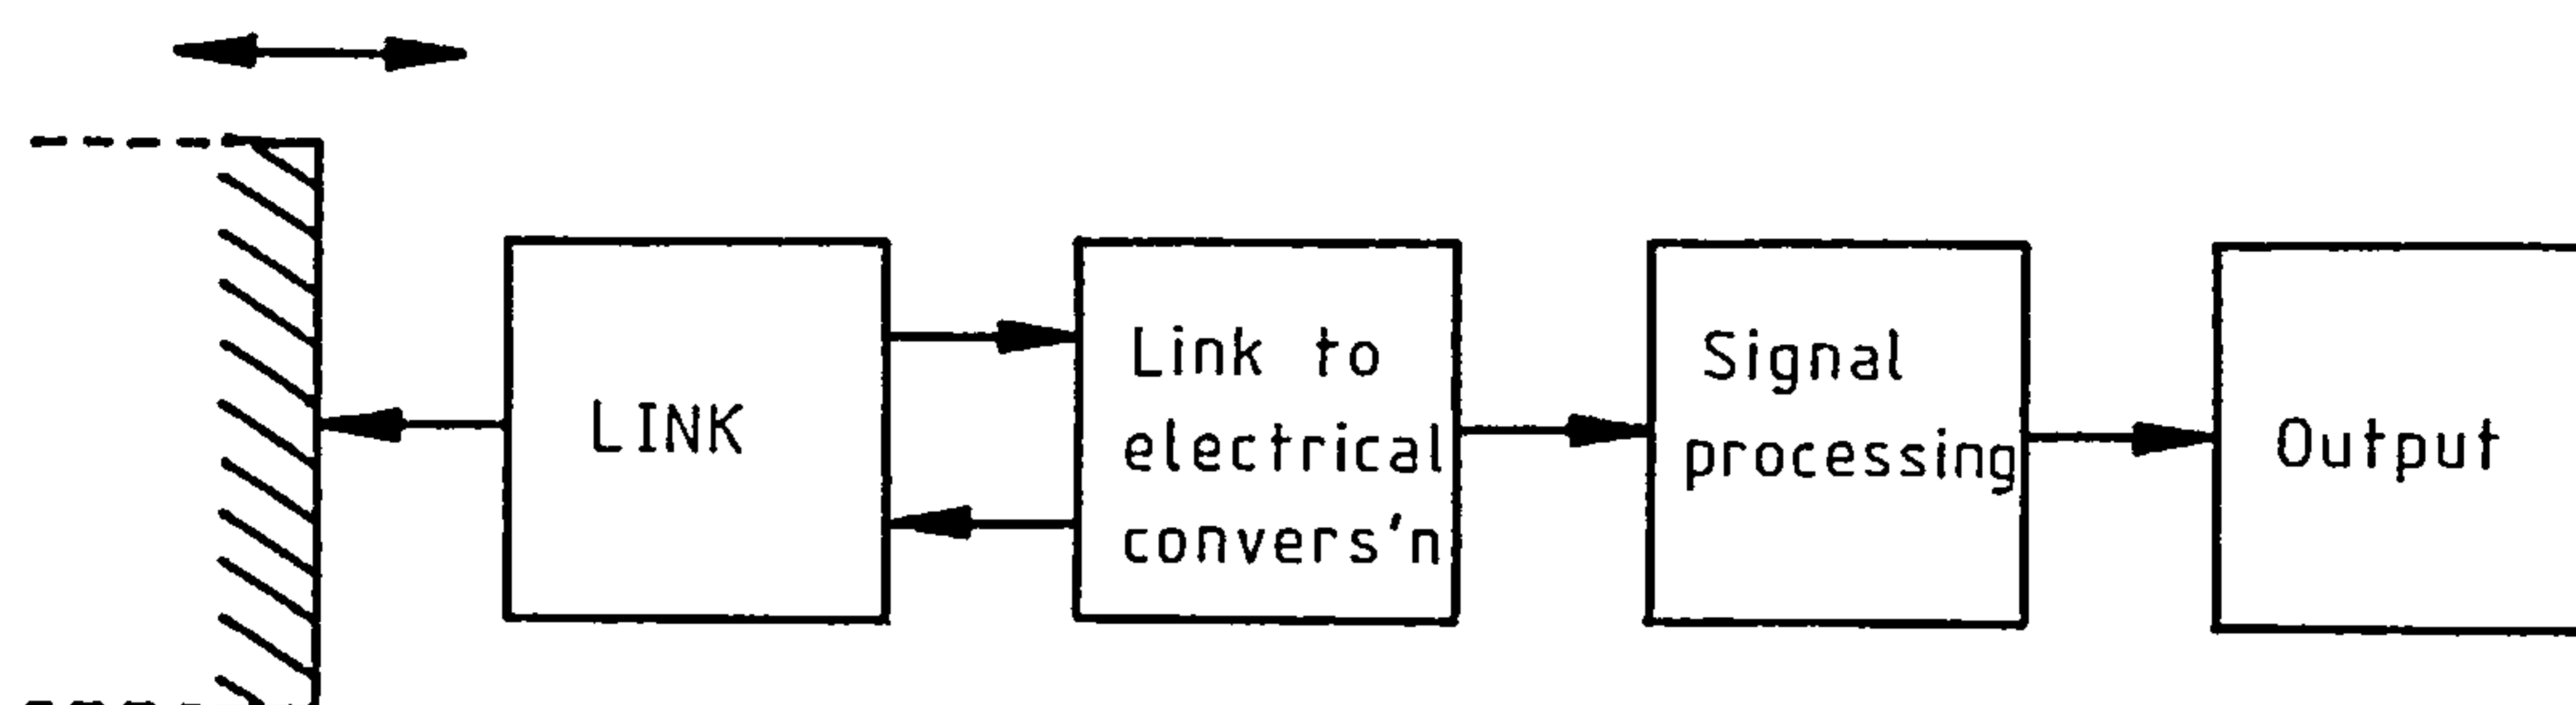 LINK
Link to
electrical
convers'n
Signal
processing
Output